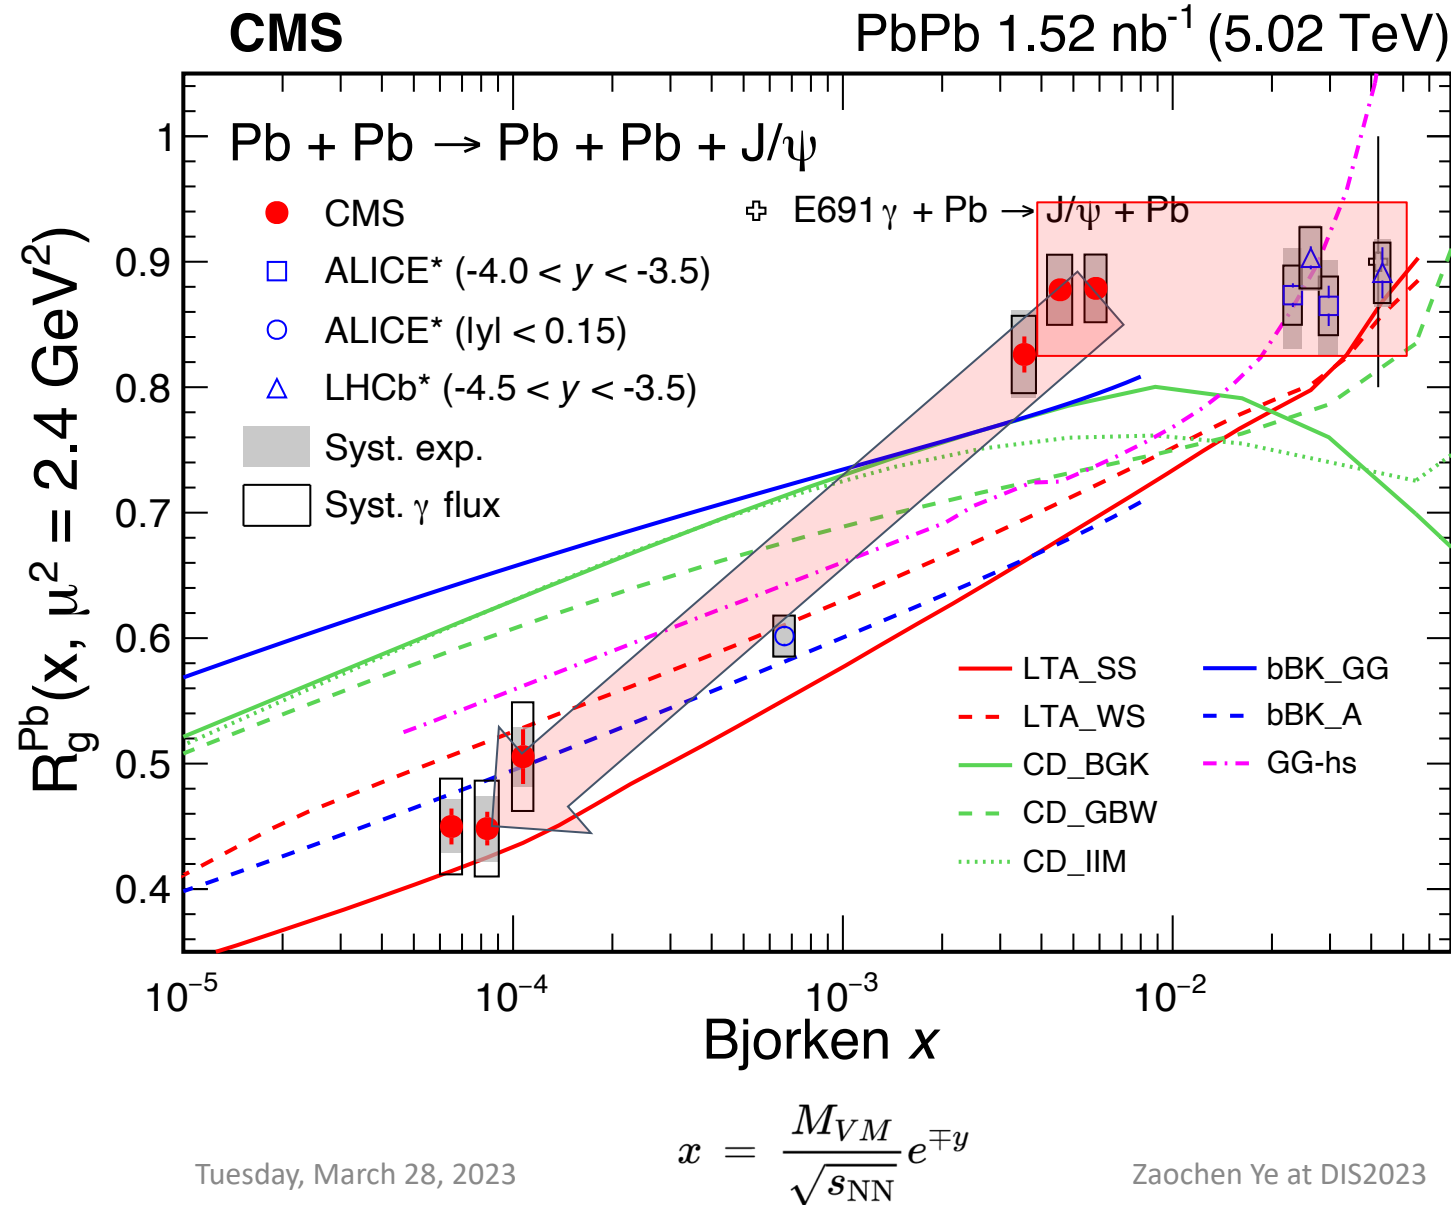 CMS PbPb 1.52 nb⁻¹ (5.02 TeV)
Pb + Pb → Pb + Pb + J/ψ
CMS
E691 γ + Pb → J/ψ + Pb
ALICE* (-4.0 < y < -3.5)
ALICE* (|y| < 0.15)
LHCb* (-4.5 < y < -3.5)
Syst. exp.
Syst. γ flux
R_g^Pb(x, μ² = 2.4 GeV²)
1
0.9
0.8
0.7
0.6
0.5
0.4
LTA_SS
LTA_WS
CD_BGK
CD_GBW
CD_IIM
bBK_GG
bBK_A
GG-hs
10⁻⁵ 10⁻⁴ 10⁻³ 10⁻²
Bjorken x
x = M_VM / √s_NN e^∓y
Tuesday, March 28, 2023
Zaochen Ye at DIS2023